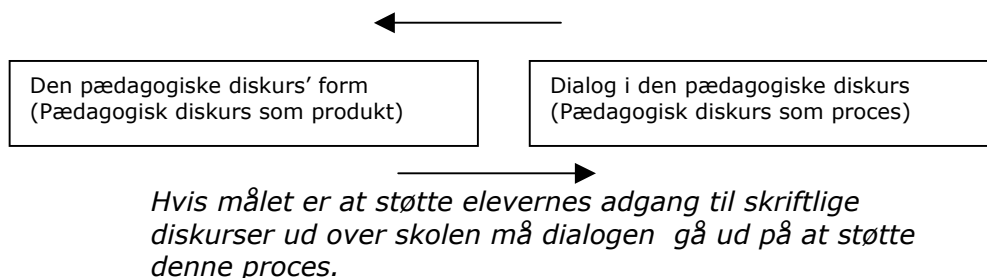 Den pædagogiske diskurs’ form
(Pædagogisk diskurs som produkt)
Dialog i den pædagogiske diskurs
(Pædagogisk diskurs som proces)
Hvis målet er at støtte elevernes adgang til skriftlige
diskurser ud over skolen må dialogen gå ud på at støtte
denne proces.